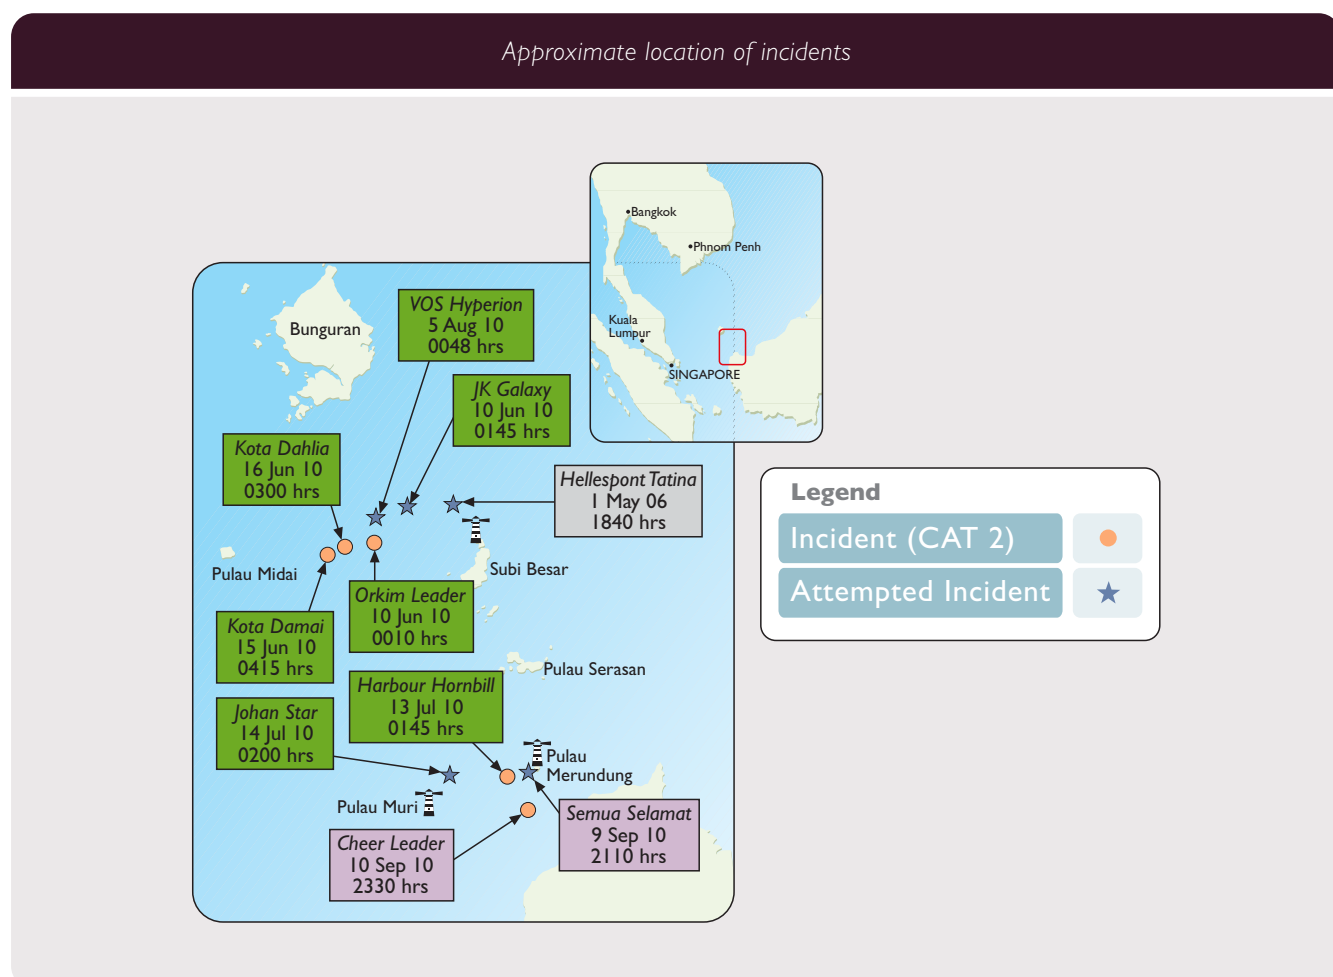 Approximate location of incidents
Bangkok
Phnom Penh
Kuala
Lumpur
SINGAPORE
Bunguran
VOS Hyperion
5 Aug 10
0048 hrs
JK Galaxy
10 Jun 10
0145 hrs
Kota Dahlia
16 Jun 10
0300 hrs
Hellespont Tatina
1 May 06
1840 hrs
Legend
Incident (CAT 2)
Attempted Incident
Pulau Midai
Subi Besar
Orkim Leader
10 Jun 10
0010 hrs
Kota Damai
15 Jun 10
0415 hrs
Pulau Serasan
Harbour Hornbill
13 Jul 10
0145 hrs
Johan Star
14 Jul 10
0200 hrs
Pulau
Merundung
Pulau Muri
Semua Selamat
9 Sep 10
2110 hrs
Cheer Leader
10 Sep 10
2330 hrs